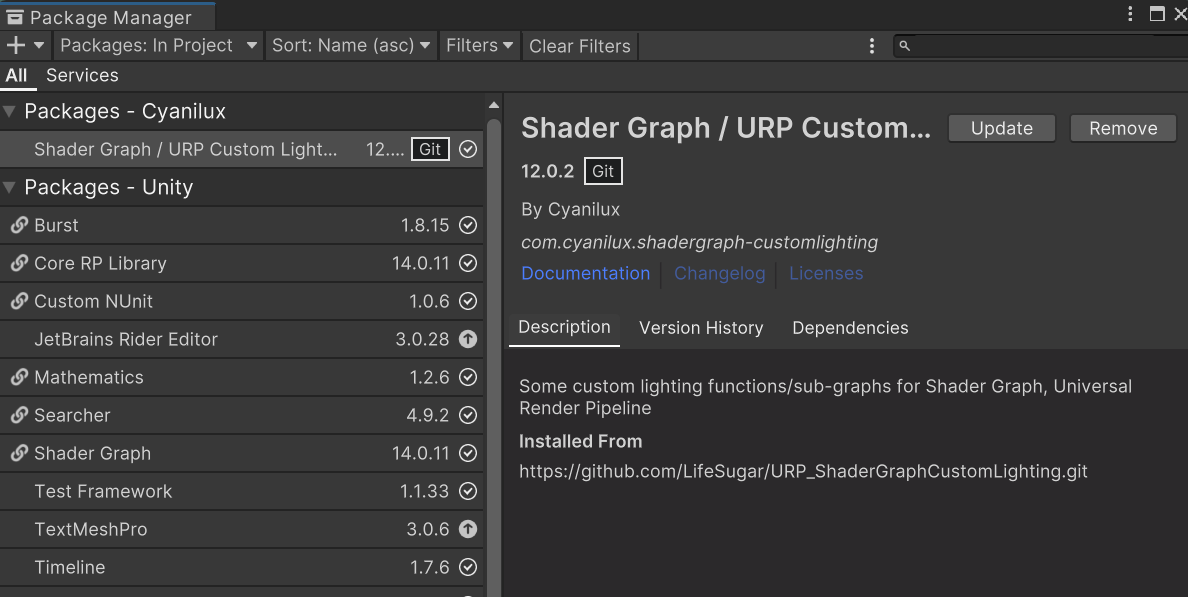 Package Manager
Packages: In Project Sort: Name (asc) Filters Clear Filters
All Services
Packages - Cyanilux
Shader Graph / URP Custom Light... 12.... Git
Packages - Unity
Burst 1.8.15
Core RP Library 14.0.11
Custom NUnit 1.0.6
JetBrains Rider Editor 3.0.28
Mathematics 1.2.6
Searcher 4.9.2
Shader Graph 14.0.11
Test Framework 1.1.33
TextMeshPro 3.0.6
Timeline 1.7.6
Shader Graph / URP Custom... Update Remove
12.0.2 Git
By Cyanilux
com.cyanilux.shadergraph-customlighting
Documentation Changelog Licenses
Description Version History Dependencies
Some custom lighting functions/sub-graphs for Shader Graph, Universal
Render Pipeline
Installed From
https://github.com/LifeSugar/URP_ShaderGraphCustomLighting.git